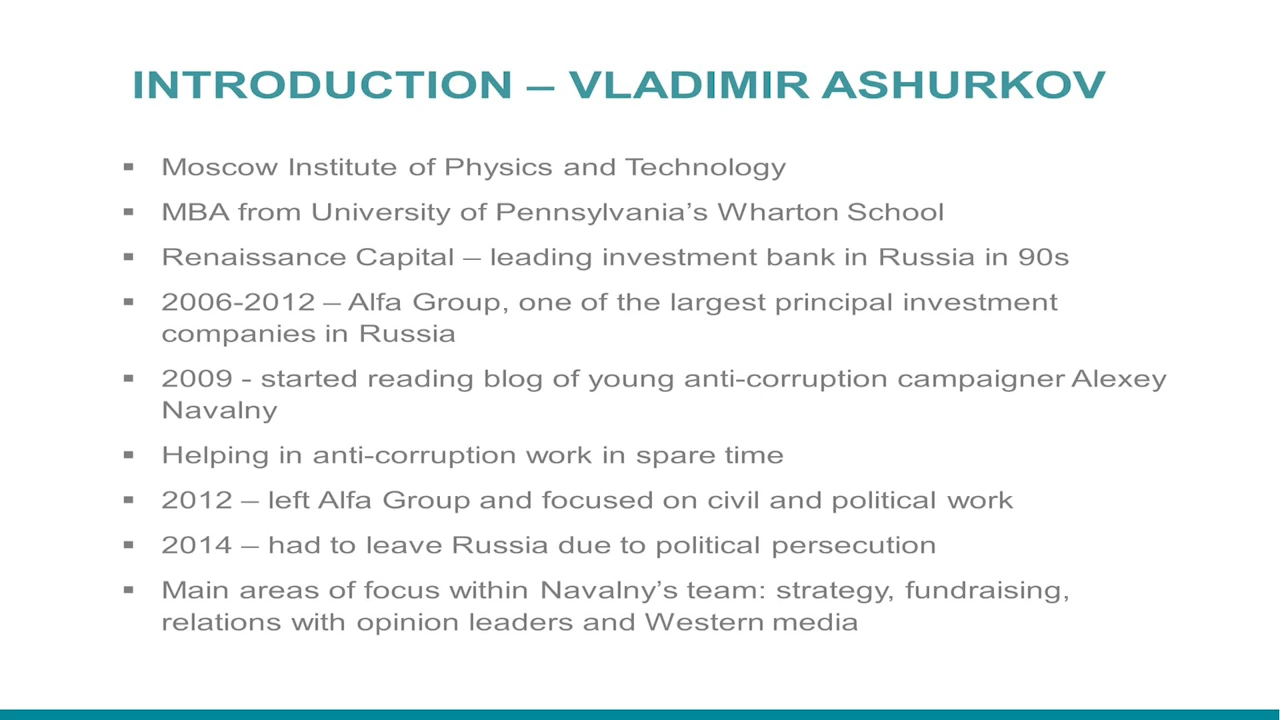 INTRODUCTION – VLADIMIR ASHURKOV
▪ Moscow Institute of Physics and Technology
▪ MBA from University of Pennsylvania’s Wharton School
▪ Renaissance Capital – leading investment bank in Russia in 90s
▪ 2006-2012 – Alfa Group, one of the largest principal investment
companies in Russia
▪ 2009 - started reading blog of young anti-corruption campaigner Alexey
Navalny
▪ Helping in anti-corruption work in spare time
▪ 2012 – left Alfa Group and focused on civil and political work
▪ 2014 – had to leave Russia due to political persecution
▪ Main areas of focus within Navalny’s team: strategy, fundraising,
relations with opinion leaders and Western media